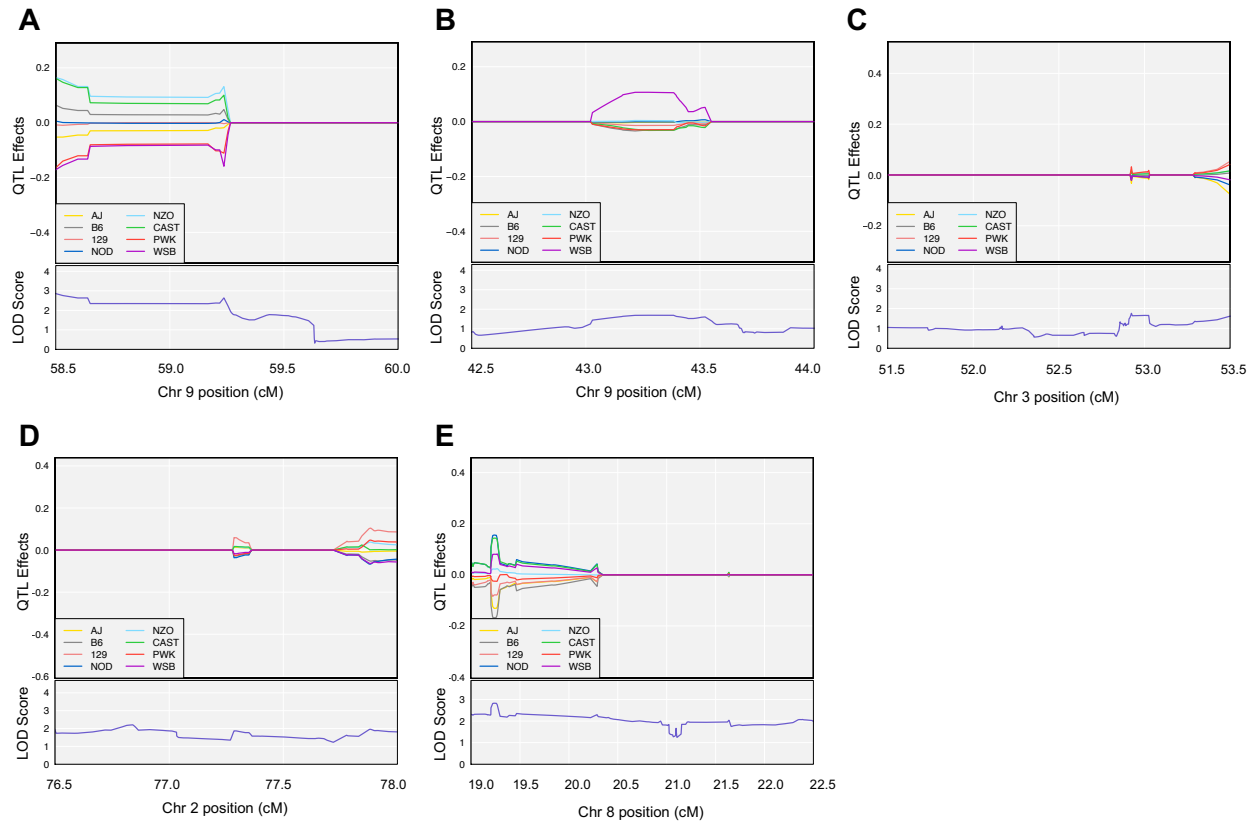 A
B
C
QTL Effects
0.2
0.0
−0.2
−0.4
AJ NZO
B6 CAST
129 PWK
NOD WSB
LOD Score
4
3
2
1
0
58.5 59.0 59.5 60.0
Chr 9 position (cM)
QTL Effects
0.2
0.0
-0.2
-0.4
AJ NZO
B6 CAST
129 PWK
NOD WSB
LOD Score
4
3
2
1
0
42.5 43.0 43.5 44.0
Chr 9 position (cM)
QTL Effects
0.4
0.2
0.0
-0.2
AJ NZO
B6 CAST
129 PWK
NOD WSB
LOD Score
4
3
2
1
0
51.5 52.0 52.5 53.0 53.5
Chr 3 position (cM)
D
E
QTL Effects
0.4
0.2
0.0
-0.2
-0.4
-0.6
AJ NZO
B6 CAST
129 PWK
NOD WSB
LOD Score
4
3
2
1
0
76.5 77.0 77.5 78.0
Chr 2 position (cM)
QTL Effects
0.4
0.2
0.0
-0.2
-0.4
AJ NZO
B6 CAST
129 PWK
NOD WSB
LOD Score
3
2
1
0
19.0 19.5 20.0 20.5 21.0 21.5 22.0 22.5
Chr 8 position (cM)